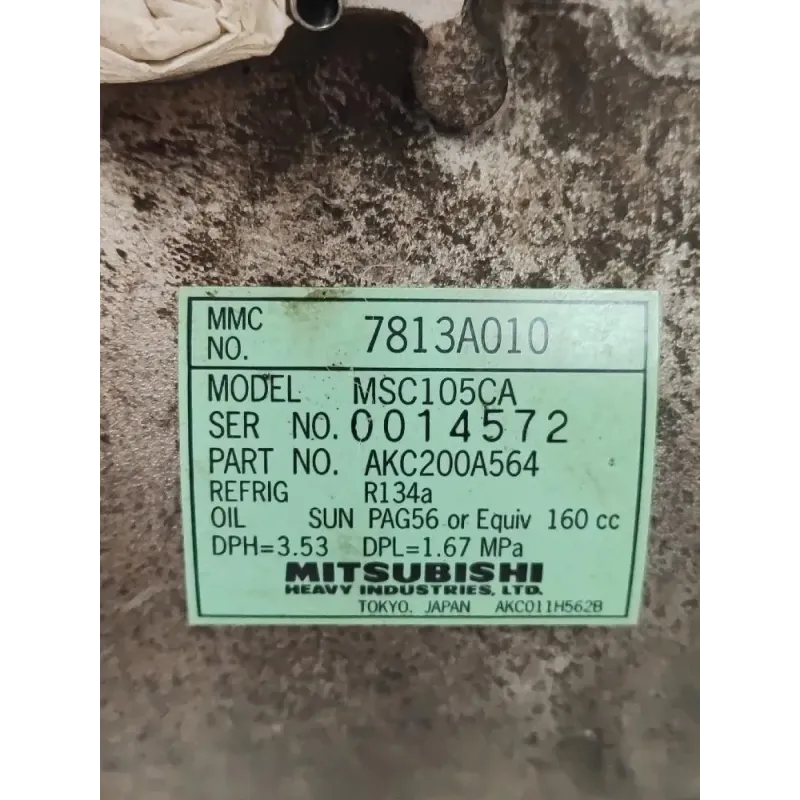 MMC NO. 7813A010
MODEL MSC105CA
SER NO. 0014572
PART NO. AKC200A564
REFRIG R134a
OIL SUN PAG56 or Equiv 160 cc
DPH=3.53 DPL=1.67 MPa
MITSUBISHI
HEAVY INDUSTRIES, LTD.
TOKYO. JAPAN AKC011H562B